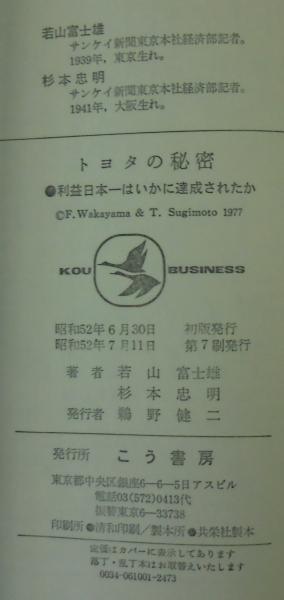 若山富士雄
サンケイ新聞東京本社経済部記者。
1939年，東京生れ。
杉本忠明
サンケイ新聞東京本社経済部記者。
1941年，大阪生れ。
トヨタの秘密
●利益日本一はいかに達成されたか
©F. Wakayama & T. Sugimoto 1977
KOU BUSINESS
昭和52年6月30日 初版発行
昭和52年7月11日 第7刷発行
著者 若山富士雄
杉本忠明
発行者 鵜野健二
発行所 こう書房
東京都中央区銀座6-6-5日アスビル
電話03(572)0413代
振替東京6-33738
印刷所●清和印刷／製本所●共栄社製本
定価はカバーに表示してあります
落丁・乱丁本はお取替えいたします
0034-061001-2473